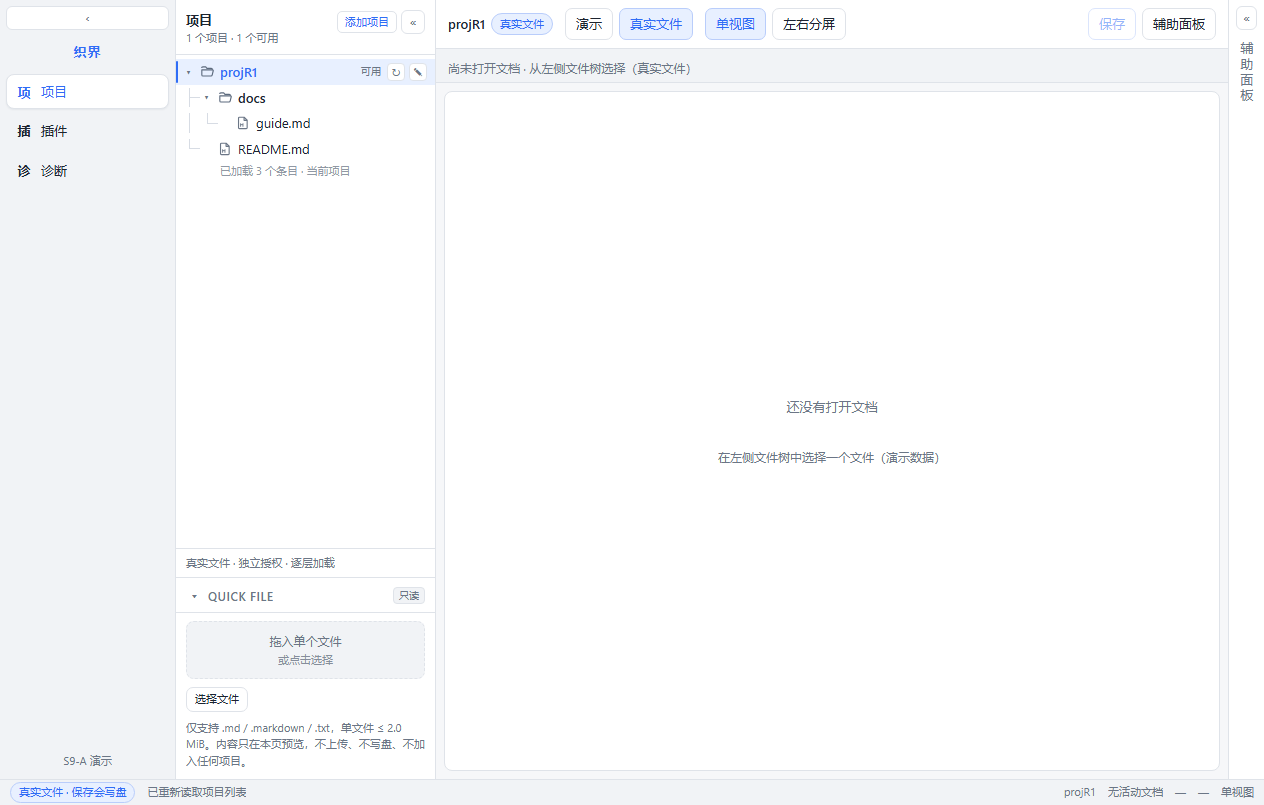 ‹
织界
项 项目
插 插件
诊 诊断
S9-A 演示
项目
1 个项目 · 1 个可用
添加项目
«
▾ projR1 可用 ↻ ✎
▾ docs
guide.md
README.md
已加载 3 个条目 · 当前项目
真实文件 · 独立授权 · 逐层加载
▾ QUICK FILE 只读
拖入单个文件
或点击选择
选择文件
仅支持 .md / .markdown / .txt，单文件 ≤ 2.0
MiB。内容只在本页预览，不上传、不写盘、不加
入任何项目。
projR1 真实文件 演示 真实文件 单视图 左右分屏 保存 辅助面板
尚未打开文档 · 从左侧文件树选择（真实文件）
还没有打开文档
在左侧文件树中选择一个文件（演示数据）
«
辅助面板
真实文件 · 保存会写盘 已重新读取项目列表 projR1 无活动文档 — — 单视图